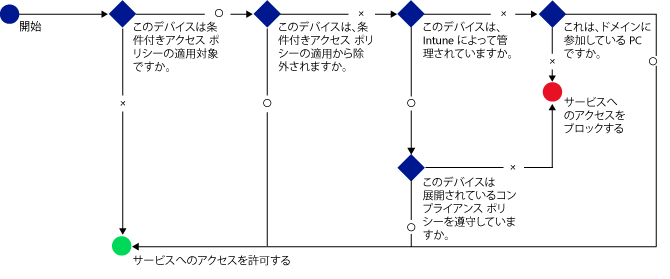 開始
○
このデバイスは条
件付きアクセス ポ
リシーの適用対象
ですか。
×
このデバイスは、条
件付きアクセス ポリ
シーの適用から除
外されますか。
×
このデバイスは、
Intune によって管
理されていますか。
×
これは、ドメインに
参加している PC
ですか。
×
○
×
○
○
サービスへ
のアクセスを
ブロックする
×
このデバイスは
展開されているコン
プライアンス ポリ
シーを遵守していま
すか。
○
サービスへのアクセスを許可する